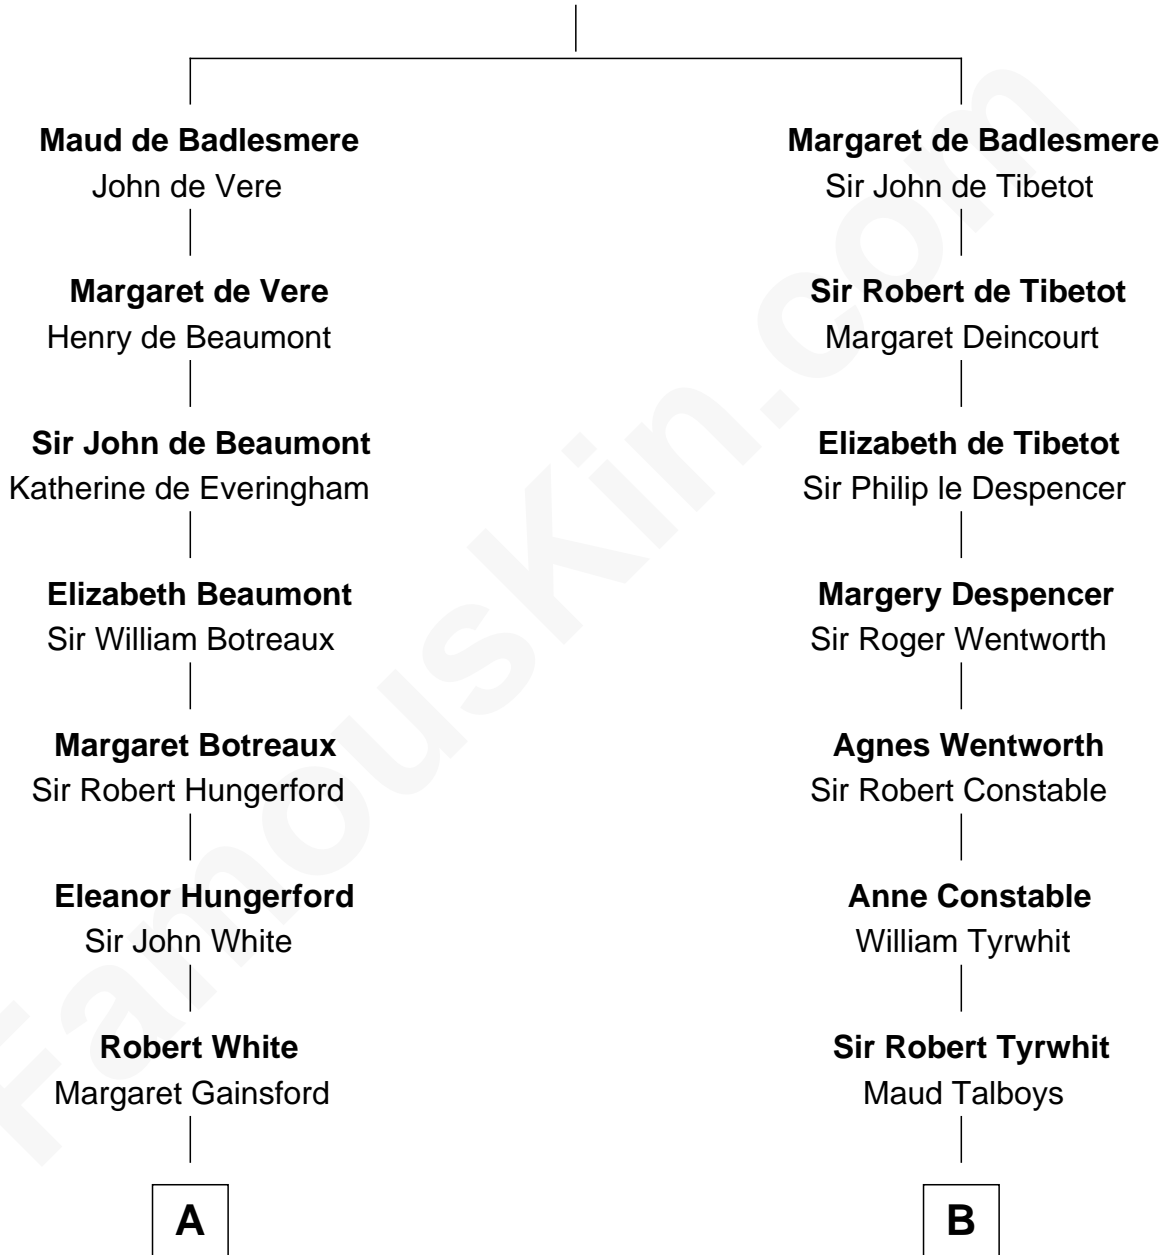 Maud de Badlesmere
John de Vere
Margaret de Vere
Henry de Beaumont
Sir John de Beaumont
Katherine de Everingham
Elizabeth Beaumont
Sir William Botreaux
Margaret Botreaux
Sir Robert Hungerford
Eleanor Hungerford
Sir John White
Robert White
Margaret Gainsford
A
Margaret de Badlesmere
Sir John de Tibetot
Sir Robert de Tibetot
Margaret Deincourt
Elizabeth de Tibetot
Sir Philip le Despencer
Margery Despencer
Sir Roger Wentworth
Agnes Wentworth
Sir Robert Constable
Anne Constable
William Tyrwhit
Sir Robert Tyrwhit
Maud Talboys
B
FamousKin.com